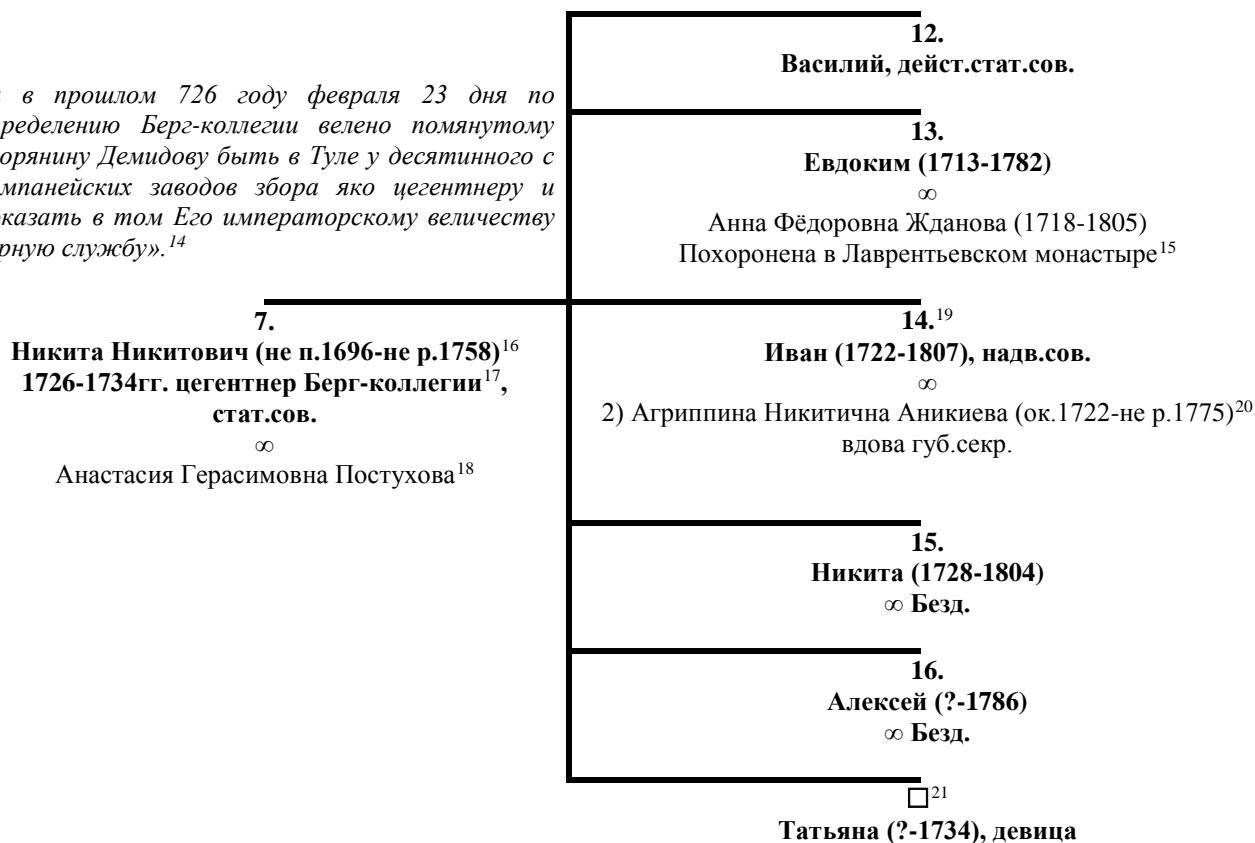 12.
Василий, дейст.стат.сов.
в прошлом 726 году февраля 23 дня по
ределению Берг-коллегии велено помянутому
орянину Демидову быть в Туле у десятинного с
мпанейских заводов збора яко цегентнеру и
казать в том Его императорскому величеству
рную службу».14
13.
Евдоким (1713-1782)
∞
Анна Фёдоровна Жданова (1718-1805)
Похоронена в Лаврентьевском монастыре15
7.
Никита Никитович (не п.1696-не р.1758)16
1726-1734гг. цегентнер Берг-коллегии17,
стат.сов.
∞
Анастасия Герасимовна Постухова18
14.19
Иван (1722-1807), надв.сов.
∞
2) Агриппина Никитична Аникиева (ок.1722-не р.1775)20
вдова губ.секр.
15.
Никита (1728-1804)
∞ Безд.
16.
Алексей (?-1786)
∞ Безд.
□21
Татьяна (?-1734), девица